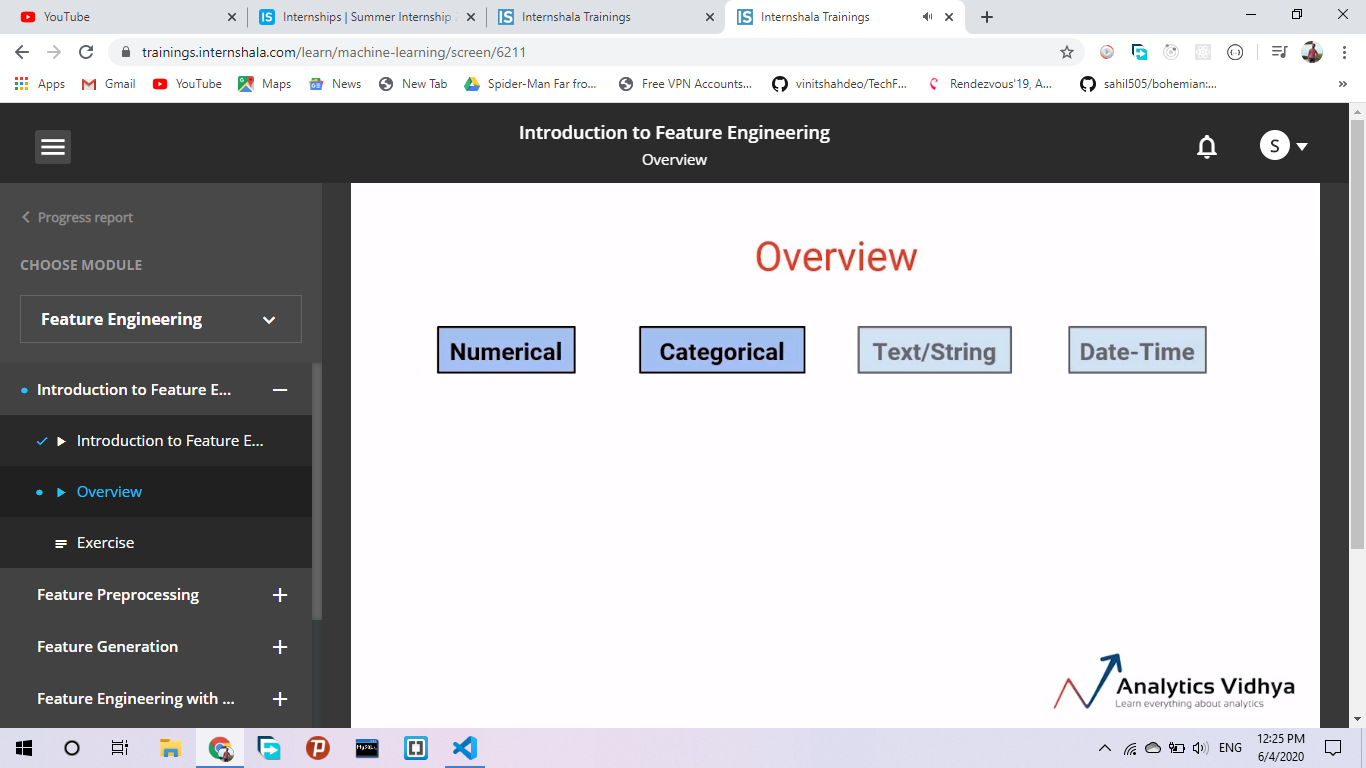 YouTube
Internships | Summer Internship
Internshala Trainings
Internshala Trainings
trainings.internshala.com/learn/machine-learning/screen/6211
Apps
Gmail
YouTube
Maps
News
New Tab
Spider-Man Far fro...
Free VPN Accounts...
vinitshahdeo/TechF...
Rendezvous'19, A...
sahil505/bohemian:...
»
Introduction to Feature Engineering
Overview
S
Progress report
CHOOSE MODULE
Feature Engineering
Introduction to Feature E...
Introduction to Feature E...
Overview
Exercise
Feature Preprocessing
Feature Generation
Feature Engineering with ...
Overview
Numerical
Categorical
Text/String
Date-Time
Analytics Vidhya
Learn everything about analytics
MySQL
ENG
12:25 PM
6/4/2020